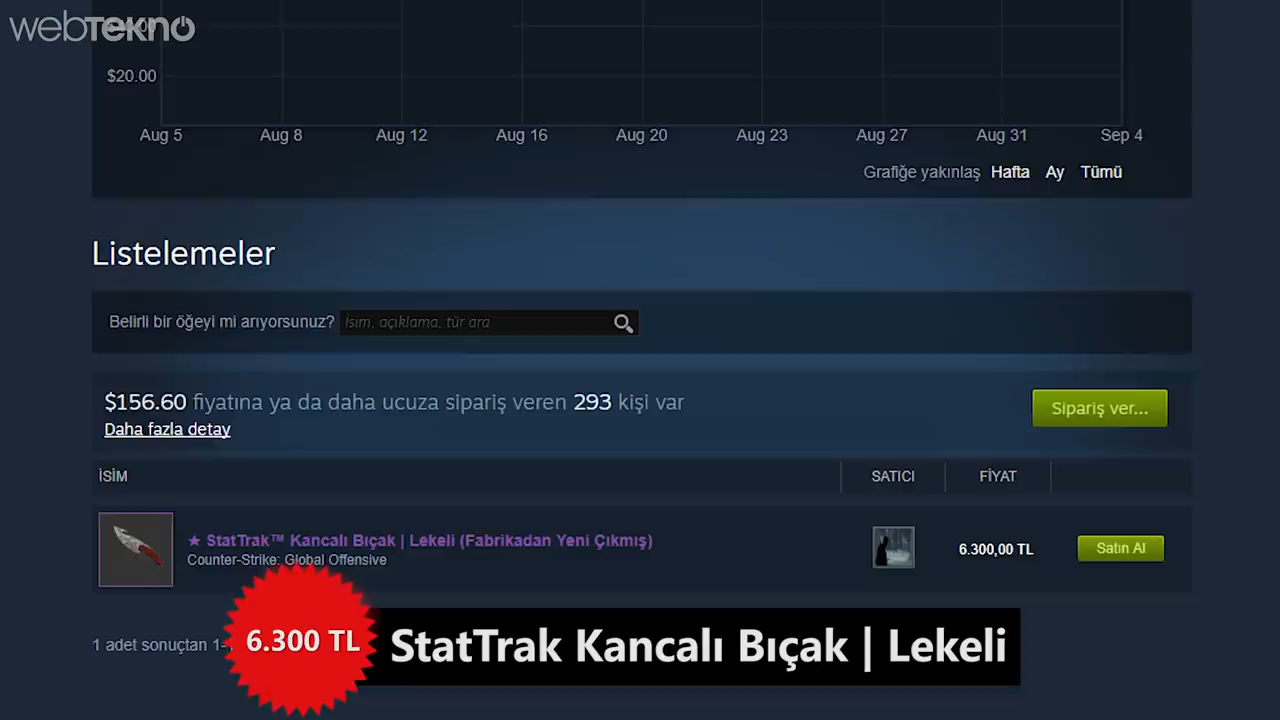 webTEKNO
$20.00
Aug 5 Aug 8 Aug 12 Aug 16 Aug 20 Aug 23 Aug 27 Aug 31 Sep 4
Grafiğe yakınlaş Hafta Ay Tümü
Listelemeler
Belirli bir öğeyi mi arıyorsunuz? İsim, açıklama, tür ara
$156.60 fiyatına ya da daha ucuza sipariş veren 293 kişi var
Sipariş ver...
Daha fazla detay
İSİM SATICI FİYAT
★ StatTrak™ Kancalı Bıçak | Lekeli (Fabrikadan Yeni Çıkmış)
Counter-Strike: Global Offensive
6.300,00 TL
Satın Al
1 adet sonuçtan 1-
6.300 TL
StatTrak Kancalı Bıçak | Lekeli